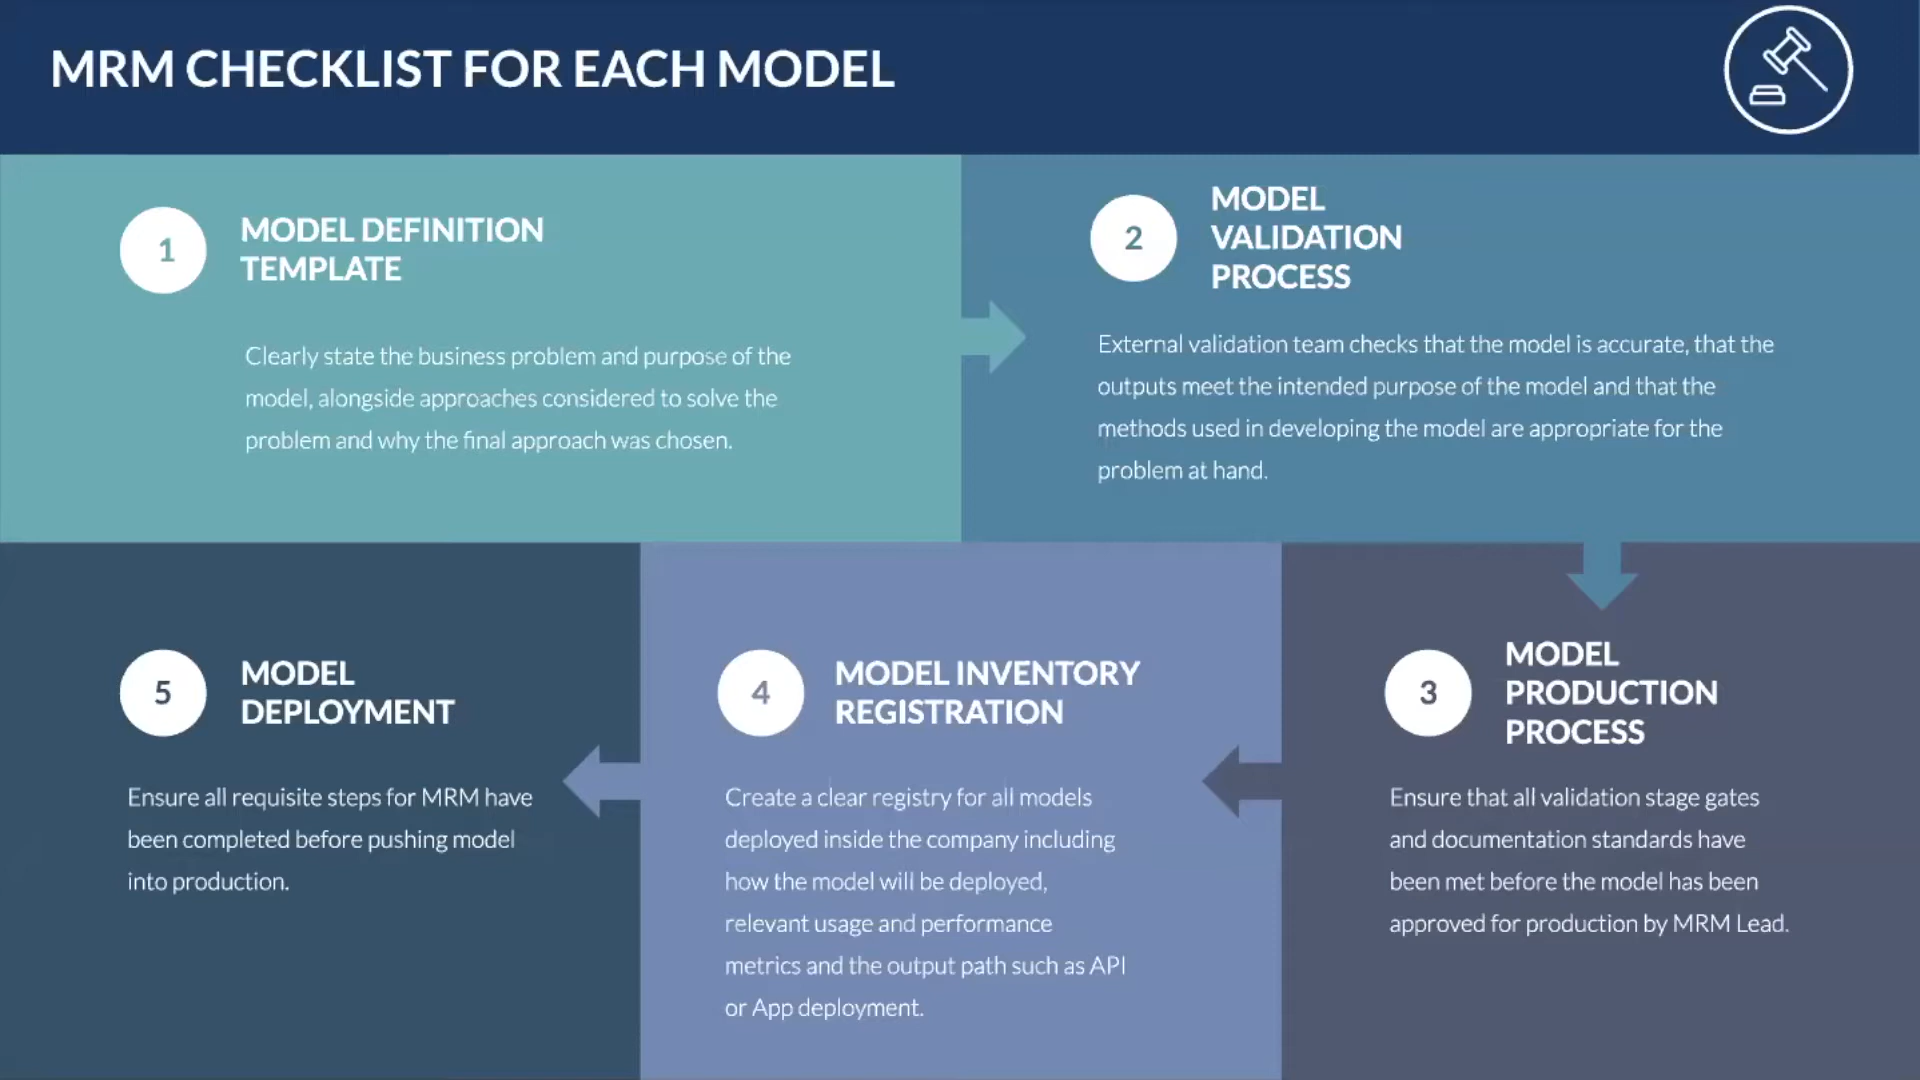 MRM CHECKLIST FOR EACH MODEL
1
MODEL DEFINITION
TEMPLATE
Clearly state the business problem and purpose of the
model, alongside approaches considered to solve the
problem and why the final approach was chosen.
2
MODEL
VALIDATION
PROCESS
External validation team checks that the model is accurate, that the
outputs meet the intended purpose of the model and that the
methods used in developing the model are appropriate for the
problem at hand.
3
MODEL
PRODUCTION
PROCESS
Ensure that all validation stage gates
and documentation standards have
been met before the model has been
approved for production by MRM Lead.
4
MODEL INVENTORY
REGISTRATION
Create a clear registry for all models
deployed inside the company including
how the model will be deployed,
relevant usage and performance
metrics and the output path such as API
or App deployment.
5
MODEL
DEPLOYMENT
Ensure all requisite steps for MRM have
been completed before pushing model
into production.